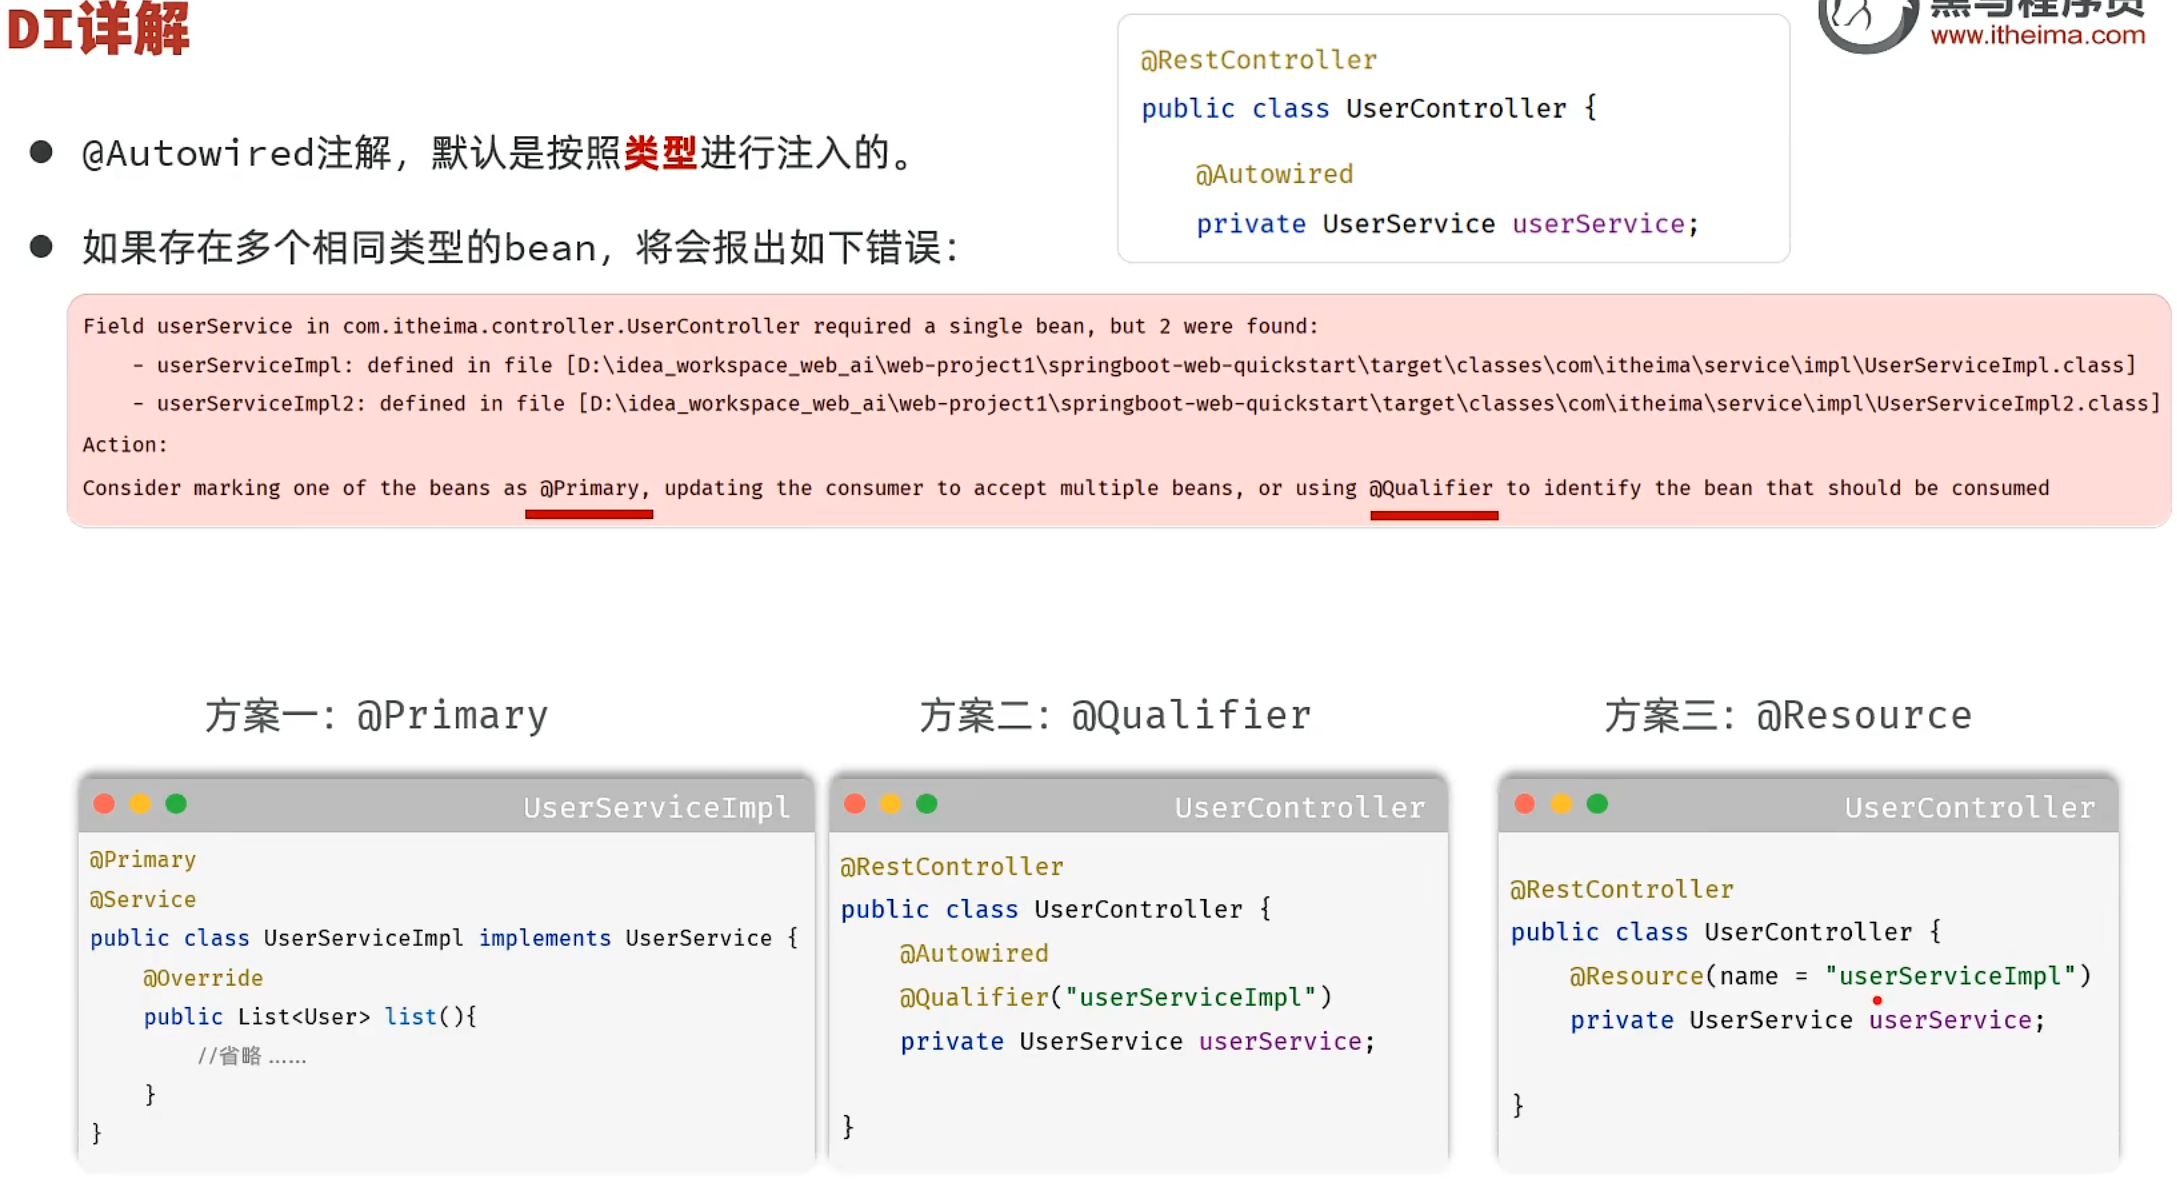 DI详解
黑马程序员
www.itheima.com
@RestController
public class UserController {
@Autowired
private UserService userService;
● @Autowired注解，默认是按照类型进行注入的。
● 如果存在多个相同类型的bean，将会报出如下错误：
Field userService in com.itheima.controller.UserController required a single bean, but 2 were found:
- userServiceImpl: defined in file [D:\idea_workspace_web_ai\web-project1\springboot-web-quickstart\target\classes\com\itheima\service\impl\UserServiceImpl.class]
- userServiceImpl2: defined in file [D:\idea_workspace_web_ai\web-project1\springboot-web-quickstart\target\classes\com\itheima\service\impl\UserServiceImpl2.class]
Action:
Consider marking one of the beans as @Primary, updating the consumer to accept multiple beans, or using @Qualifier to identify the bean that should be consumed
方案一：@Primary
UserServiceImpl
@Primary
@Service
public class UserServiceImpl implements UserService {
@Override
public List<User> list(){
//省略 ......
}
}
方案二：@Qualifier
UserController
@RestController
public class UserController {
@Autowired
@Qualifier("userServiceImpl")
private UserService userService;
}
方案三：@Resource
UserController
@RestController
public class UserController {
@Resource(name = "userServiceImpl")
private UserService userService;
}